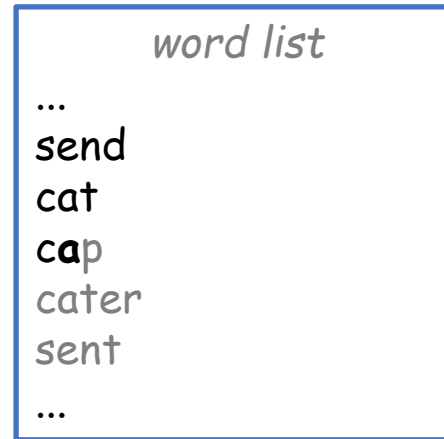 word list
...
send
cat
cap
cater
sent
...